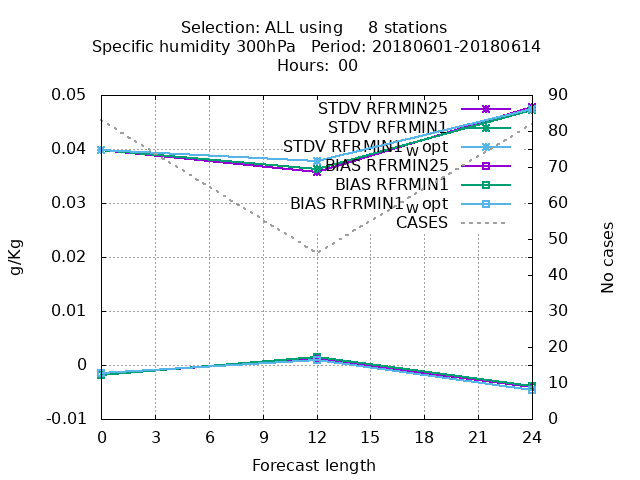 Selection: ALL using     8 stations
Specific humidity 300hPa   Period: 20180601-20180614
Hours: 00
0.05
0.04
0.03
0.02
0.01
0
-0.01
g/Kg
90
80
70
60
50
40
30
20
10
0
No cases
STDV RFRMIN25
STDV RFRMIN1
STDV RFRMIN1_W opt
BIAS RFRMIN25
BIAS RFRMIN1
BIAS RFRMIN1_W opt
CASES
0 3 6 9 12 15 18 21 24
Forecast length